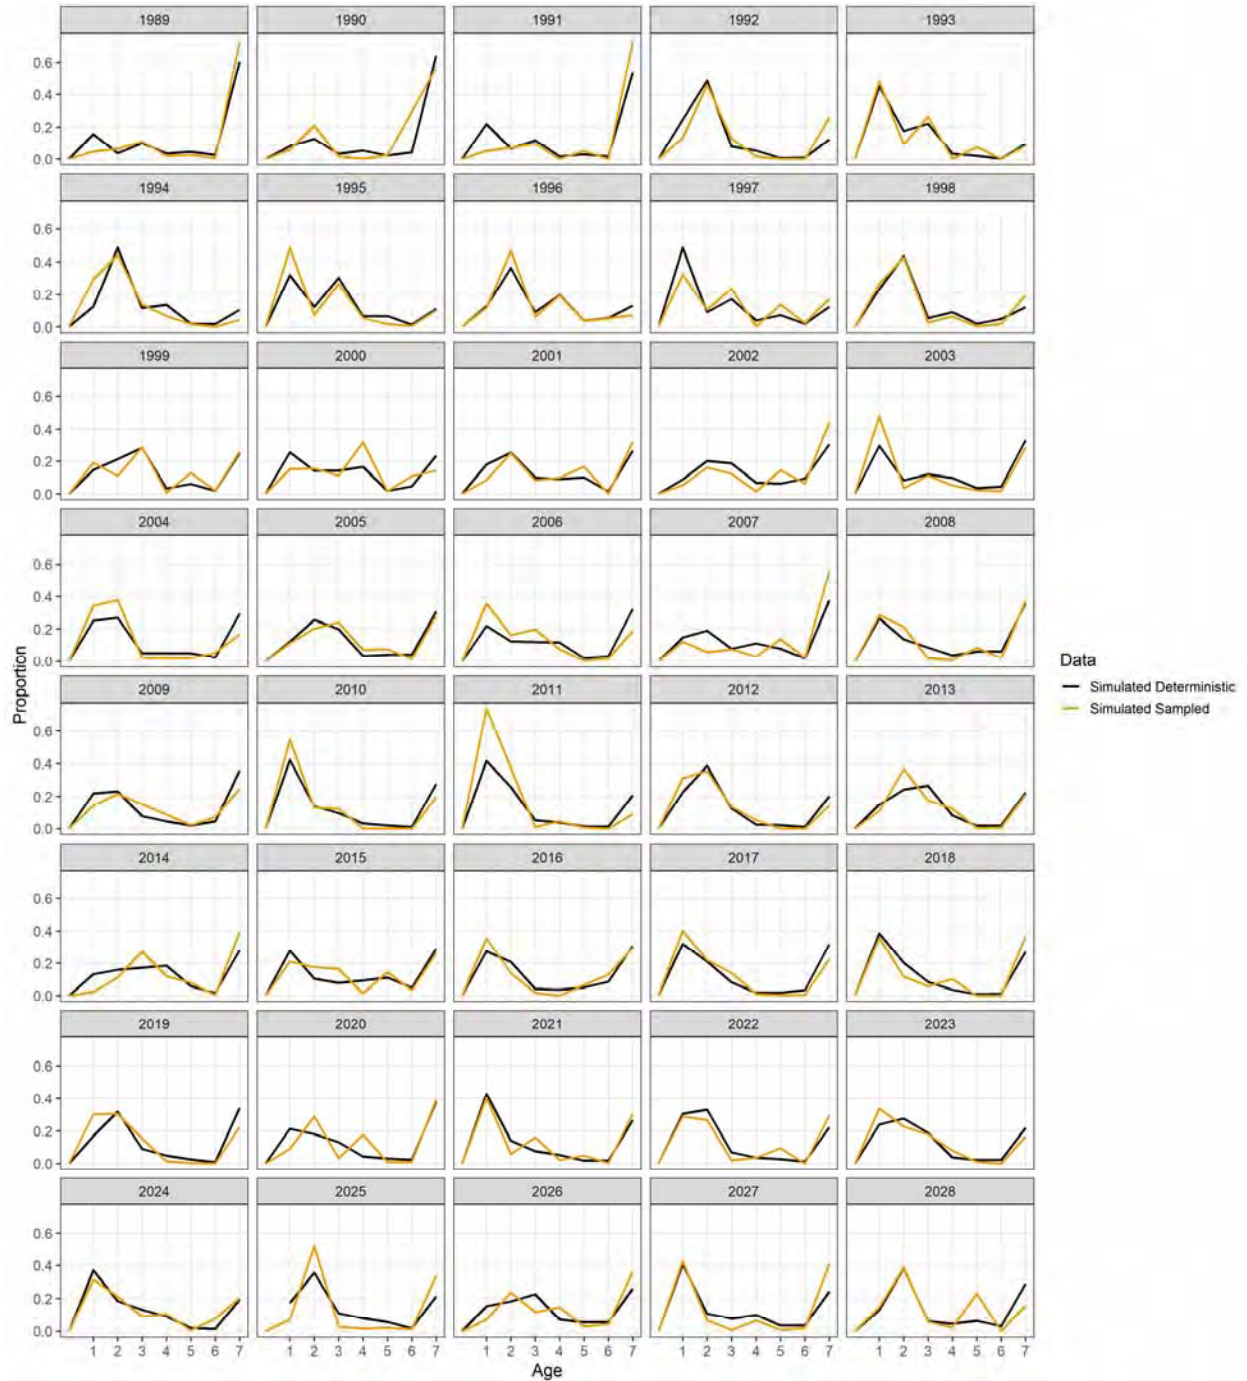 1989 1990 1991 1992 1993
0.6
0.4
0.2
0.0
1994 1995 1996 1997 1998
0.6
0.4
0.2
0.0
1999 2000 2001 2002 2003
0.6
0.4
0.2
0.0
2004 2005 2006 2007 2008
0.6
0.4
0.2
0.0
Proportion
2009 2010 2011 2012 2013
0.6
0.4
0.2
0.0
2014 2015 2016 2017 2018
0.6
0.4
0.2
0.0
2019 2020 2021 2022 2023
0.6
0.4
0.2
0.0
2024 2025 2026 2027 2028
0.6
0.4
0.2
0.0
1 2 3 4 5 6 7 1 2 3 4 5 6 7 1 2 3 4 5 6 7 1 2 3 4 5 6 7 1 2 3 4 5 6 7
Age
Data
Simulated Deterministic
Simulated Sampled